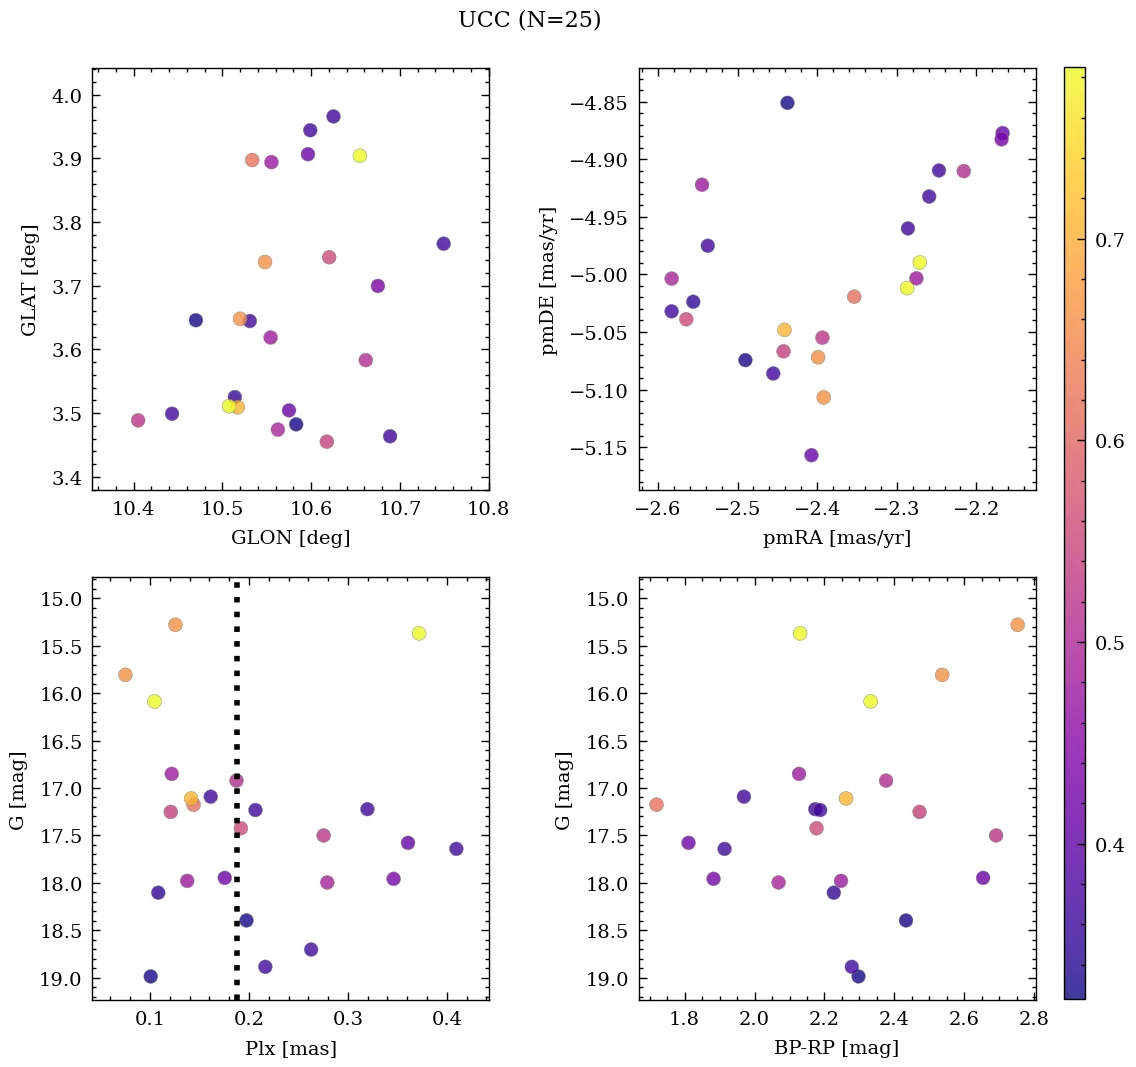 UCC (N=25)
4.0
3.9
3.8
3.7
3.6
3.5
3.4
GLAT [deg]
10.4 10.5 10.6 10.7 10.8
GLON [deg]
−4.85
−4.90
−4.95
−5.00
−5.05
−5.10
−5.15
pmDE [mas/yr]
−2.6 −2.5 −2.4 −2.3 −2.2
pmRA [mas/yr]
15.0
15.5
16.0
16.5
17.0
17.5
18.0
18.5
19.0
G [mag]
0.1 0.2 0.3 0.4
Plx [mas]
15.0
15.5
16.0
16.5
17.0
17.5
18.0
18.5
19.0
G [mag]
1.8 2.0 2.2 2.4 2.6 2.8
BP-RP [mag]
0.7
0.6
0.5
0.4